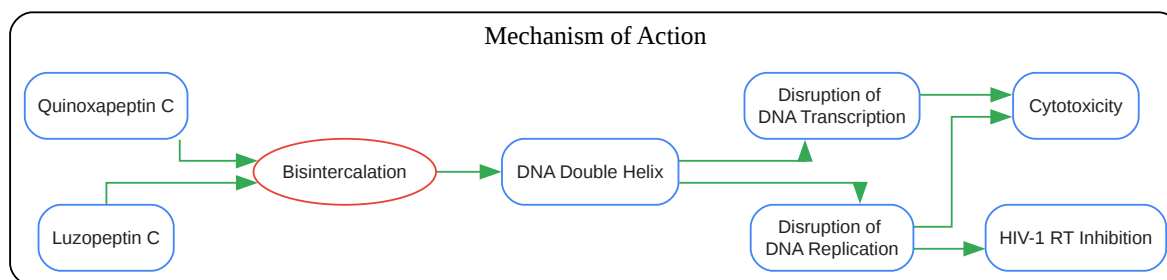 Mechanism of Action
Quinoxapeptin C
Luzopeptin C
Bisintercalation
DNA Double Helix
Disruption of
DNA Transcription
Disruption of
DNA Replication
Cytotoxicity
HIV-1 RT Inhibition